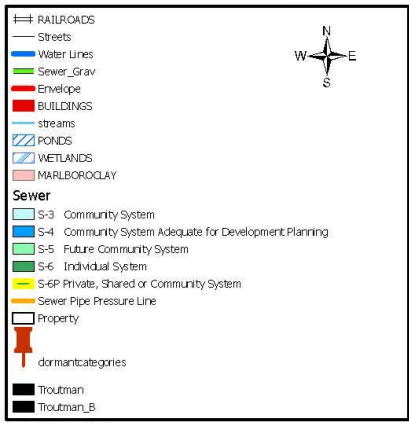 RAILROADS
Streets
Water Lines
Sewer_Grav
Envelope
BUILDINGS
streams
PONDS
WETLANDS
MARLBOROCLAY
Sewer
S-3 Community System
S-4 Community System Adequate for Development Planning
S-5 Future Community System
S-6 Individual System
S-6P Private, Shared or Community System
Sewer Pipe Pressure Line
Property
dormantcategories
Troutman
Troutman_B
N
W E
S